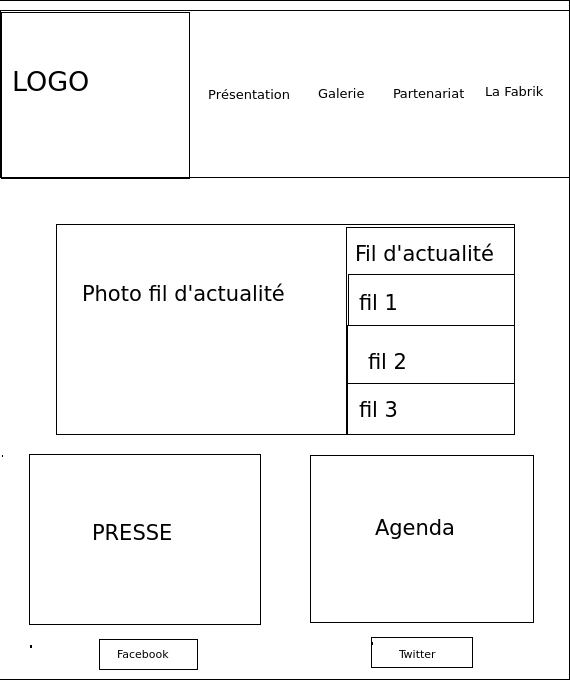 LOGO
Présentation
Galerie
Partenariat
La Fabrik
Photo fil d'actualité
Fil d'actualité
fil 1
fil 2
fil 3
PRESSE
Agenda
Facebook
Twitter